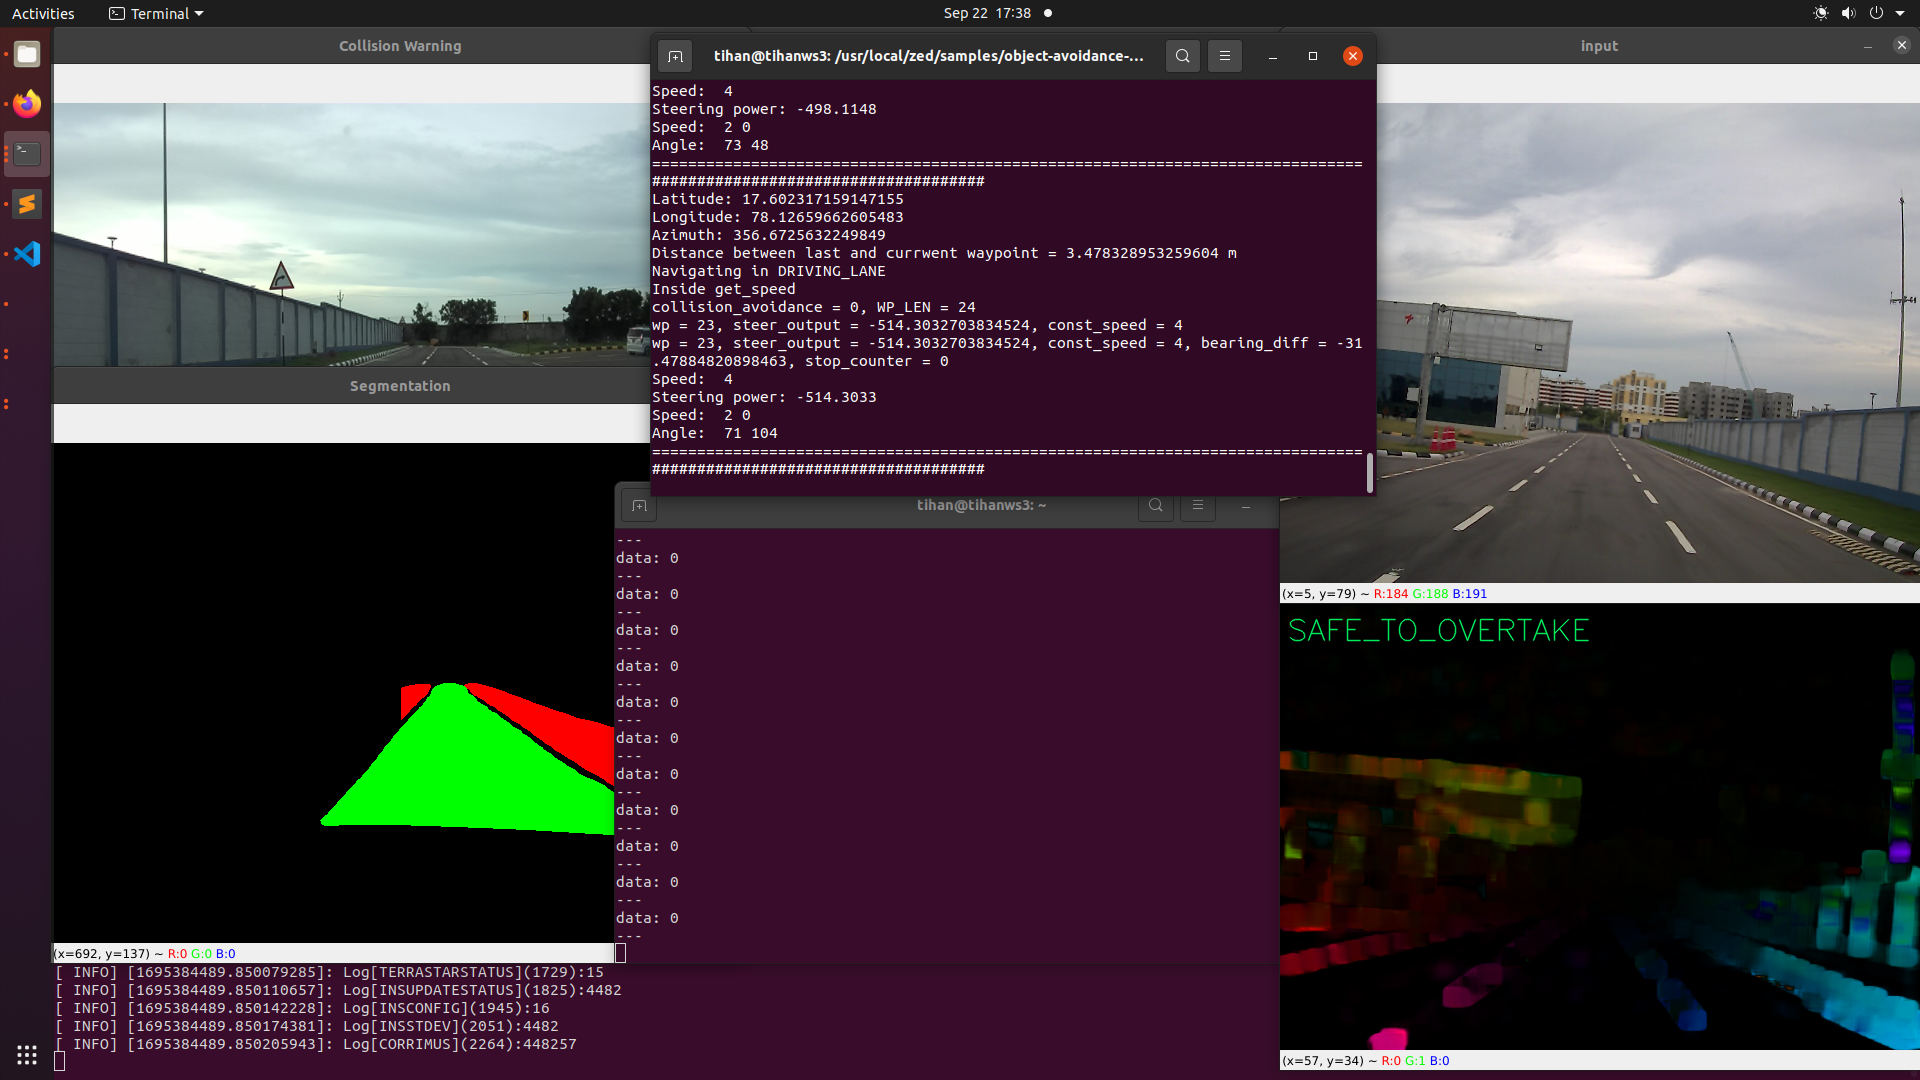 Activities
Terminal
Sep 22 17:38
Collision Warning
tihan@tihanws3: /usr/local/zed/samples/object-avoidance-...
input
Speed:  4
Steering power: -498.1148
Speed:  2 0
Angle:  73 48
===============================================================================
#####################################
Latitude: 17.602317159147155
Longitude: 78.12659662605483
Azimuth: 356.6725632249849
Distance between last and currwent waypoint = 3.478328953259604 m
Navigating in DRIVING_LANE
Inside get_speed
collision_avoidance = 0, WP_LEN = 24
wp = 23, steer_output = -514.3032703834524, const_speed = 4
wp = 23, steer_output = -514.3032703834524, const_speed = 4, bearing_diff = -31
.47884820898463, stop_counter = 0
Speed:  4
Steering power: -514.3033
Speed:  2 0
Angle:  71 104
===============================================================================
#####################################
Segmentation
(x=692, y=137) ~ R:0 G:0 B:0
tihan@tihanws3: ~
---
data: 0
---
data: 0
---
data: 0
---
data: 0
---
data: 0
---
data: 0
---
data: 0
---
data: 0
---
data: 0
---
data: 0
---
data: 0
---
(x=5, y=79) ~ R:184 G:188 B:191
SAFE_TO_OVERTAKE
(x=57, y=34) ~ R:0 G:1 B:0
[ INFO] [1695384489.850079285]: Log[TERRASTARSTATUS](1729):15
[ INFO] [1695384489.850110657]: Log[INSUPDATESTATUS](1825):4482
[ INFO] [1695384489.850142228]: Log[INSCONFIG](1945):16
[ INFO] [1695384489.850174381]: Log[INSSTDEV](2051):4482
[ INFO] [1695384489.850205943]: Log[CORRIMUS](2264):448257